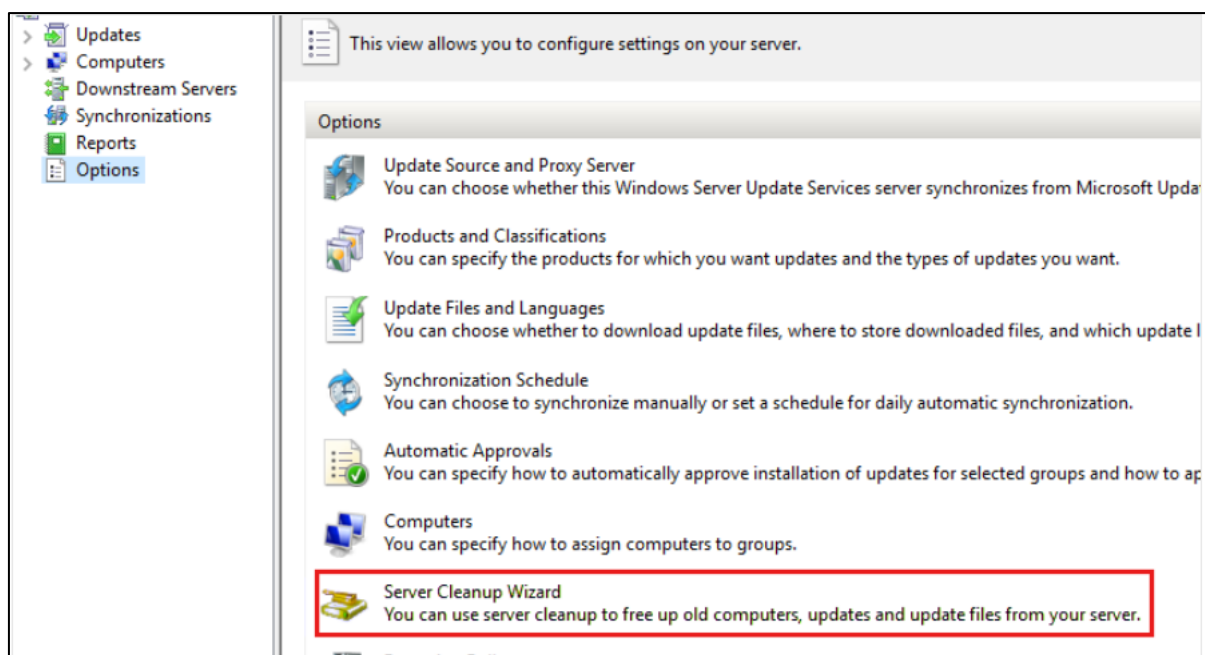 Updates
Computers
Downstream Servers
Synchronizations
Reports
Options
This view allows you to configure settings on your server.
Options
Update Source and Proxy Server
You can choose whether this Windows Server Update Services server synchronizes from Microsoft
Products and Classifications
You can specify the products for which you want updates and the types of updates you want.
Update Files and Languages
You can choose whether to download update files, where to store downloaded files, and which update
Synchronization Schedule
You can choose to synchronize manually or set a schedule for daily automatic synchronization.
Automatic Approvals
You can specify how to automatically approve installation of updates for selected groups and how to
Computers
You can specify how to assign computers to groups.
Server Cleanup Wizard
You can use server cleanup to free up old computers, updates and update files from your server.